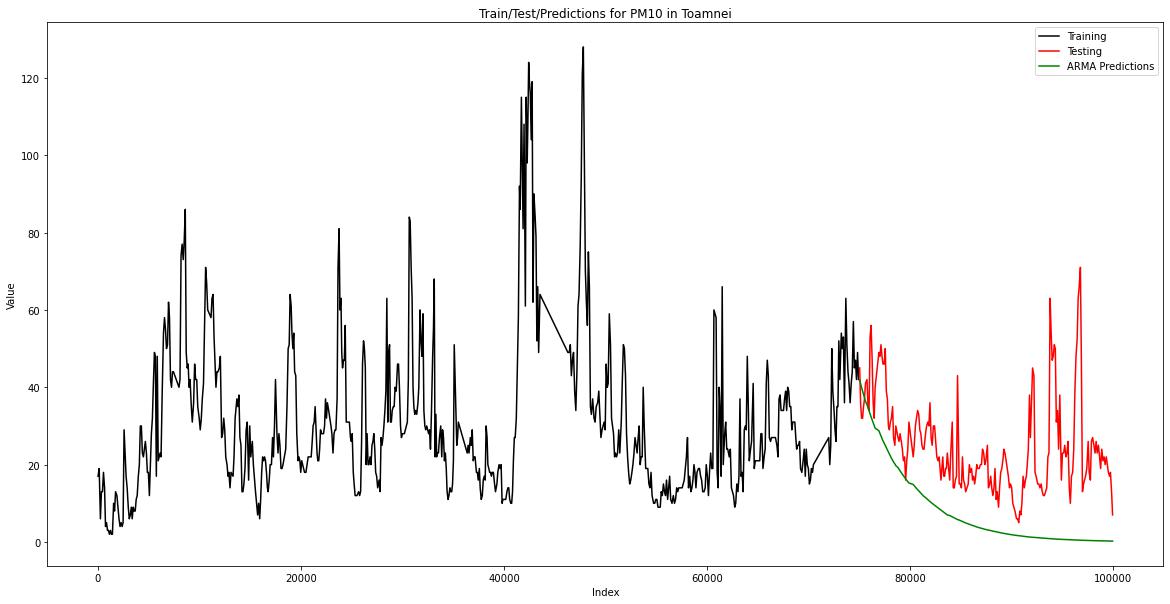 Train/Test/Predictions for PM10 in Toamnei
Training
Testing
ARMA Predictions
Value
120
100
80
60
40
20
0
0 20000 40000 60000 80000 100000
Index